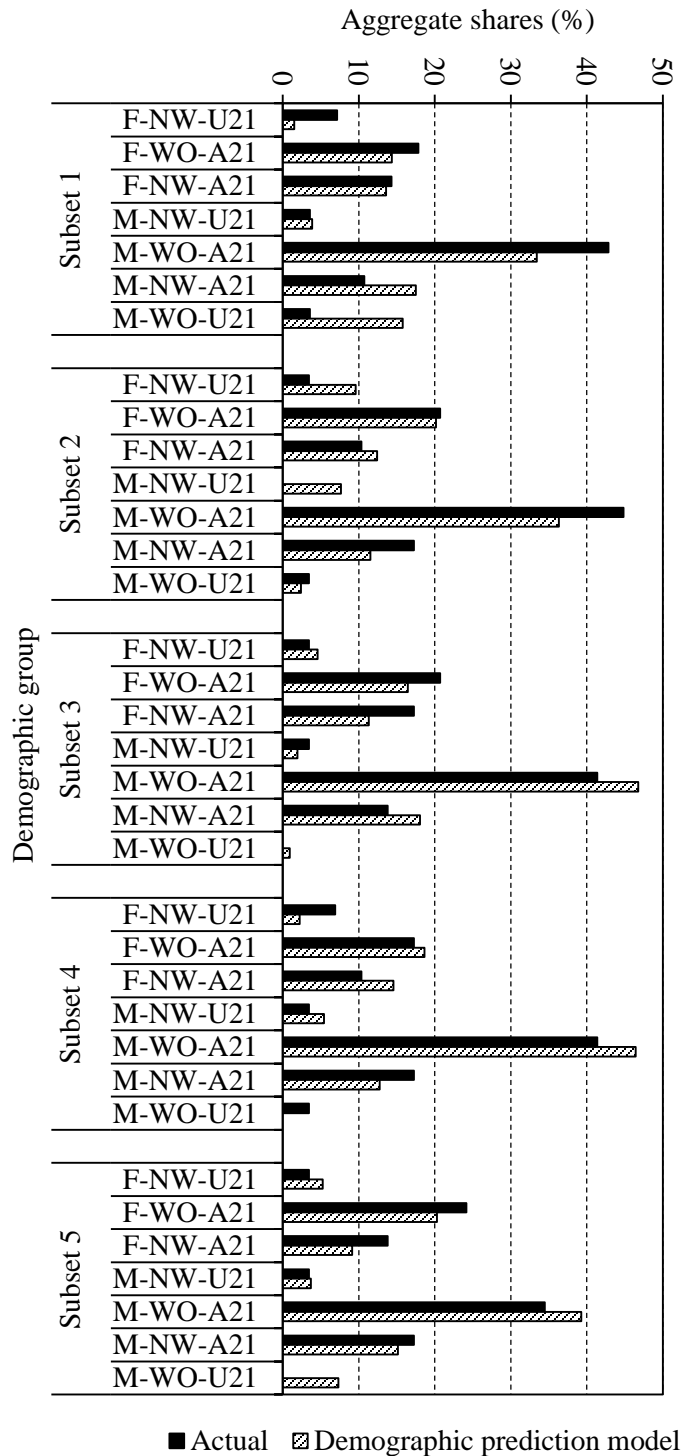 Aggregate shares (%)
0 10 20 30 40 50
Subset 1
F-NW-U21
F-WO-A21
F-NW-A21
M-NW-U21
M-WO-A21
M-NW-A21
M-WO-U21
Subset 2
F-NW-U21
F-WO-A21
F-NW-A21
M-NW-U21
M-WO-A21
M-NW-A21
M-WO-U21
Demographic group
Subset 3
F-NW-U21
F-WO-A21
F-NW-A21
M-NW-U21
M-WO-A21
M-NW-A21
M-WO-U21
Subset 4
F-NW-U21
F-WO-A21
F-NW-A21
M-NW-U21
M-WO-A21
M-NW-A21
M-WO-U21
Subset 5
F-NW-U21
F-WO-A21
F-NW-A21
M-NW-U21
M-WO-A21
M-NW-A21
M-WO-U21
Actual Demographic prediction model